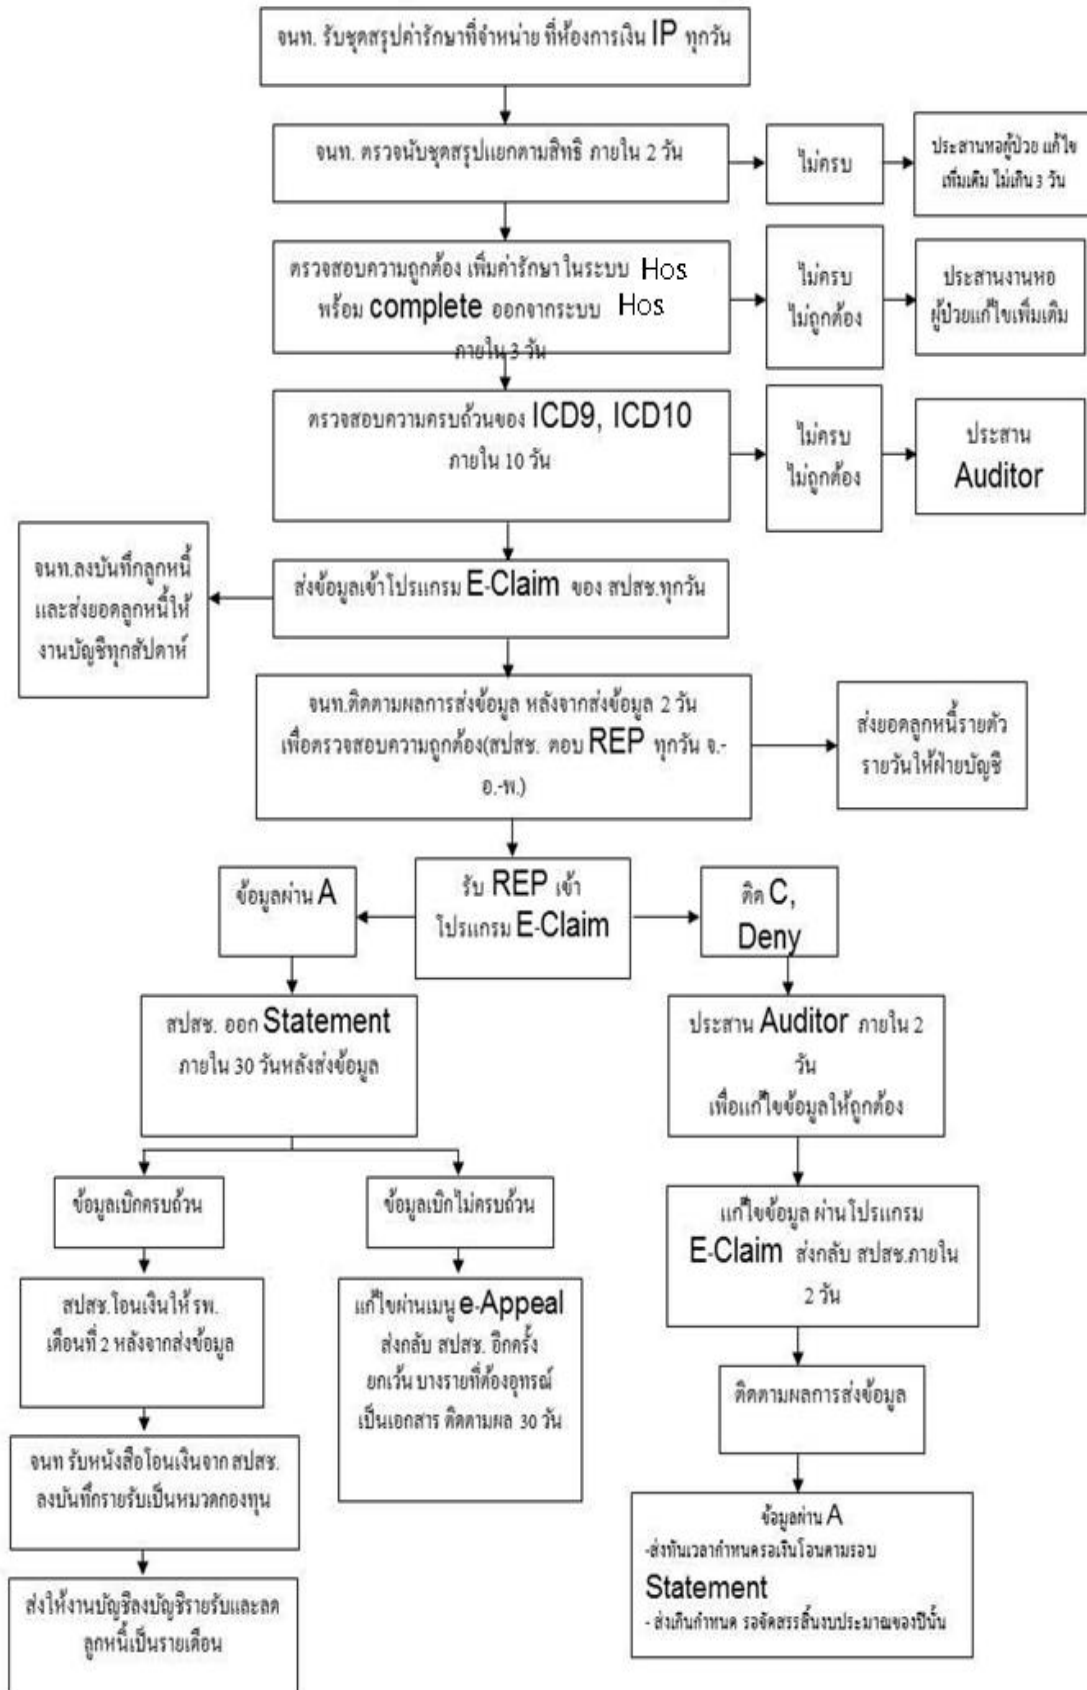 จนท. รับชุดสรุปค่ารักษาที่จำหน่าย ที่ห้องการเงิน IP ทุกวัน
จนท. ตรวจนับชุดสรุปแยกตามสิทธิ ภายใน 2 วัน
ไม่ครบ
ประสานหอผู้ป่วย แก้ไข
เพิ่มเติม ไม่เกิน 3 วัน
ตรวจสอบความถูกต้อง เพิ่มค่ารักษา ในระบบ Hos
พร้อม complete ออกจากระบบ Hos
ภายใน 3 วัน
ไม่ครบ
ไม่ถูกต้อง
ประสานงานหอ
ผู้ป่วยแก้ไขเพิ่มเติม
ตรวจสอบความครบถ้วนของ ICD9, ICD10
ภายใน 10 วัน
ไม่ครบ
ไม่ถูกต้อง
ประสาน
Auditor
จนท.ลงบันทึกลูกหนี้
และส่งยอดลูกหนี้ให้
งานบัญชีทุกสัปดาห์
ส่งข้อมูลเข้าโปรแกรม E-Claim ของ สปสช.ทุกวัน
จนท.ติดตามผลการส่งข้อมูล หลังจากส่งข้อมูล 2 วัน
เพื่อตรวจสอบความถูกต้อง(สปสช. ตอบ REP ทุกวัน จ.-
อ.-พ.)
ส่งยอดลูกหนี้รายตัว
รายวันให้ฝ่ายบัญชี
ข้อมูลผ่าน A
รับ REP เข้า
โปรแกรม E-Claim
ติด C,
Deny
สปสช. ออก Statement
ภายใน 30 วันหลังส่งข้อมูล
ประสาน Auditor ภายใน 2
วัน
เพื่อแก้ไขข้อมูลให้ถูกต้อง
ข้อมูลเบิกครบถ้วน
ข้อมูลเบิกไม่ครบถ้วน
แก้ไขข้อมูล ผ่านโปรแกรม
E-Claim ส่งกลับ สปสช.ภายใน
2 วัน
สปสช.โอนเงินให้ รพ.
เดือนที่ 2 หลังจากส่งข้อมูล
แก้ไขผ่านเมนู e-Appeal
ส่งกลับ สปสช. อีกครั้ง
ยกเว้น บางรายที่ต้องอุทรณ์
เป็นเอกสาร ติดตามผล 30 วัน
ติดตามผลการส่งข้อมูล
จนท รับหนังสือโอนเงินจาก สปสช.
ลงบันทึกรายรับเป็นหมวดกองทุน
ข้อมูลผ่าน A
-ส่งทันเวลากำหนดรอเงินโอนตามรอบ
Statement
- ส่งเกินกำหนด รอจัดสรรสิ้นงบประมาณของปีนั้น
ส่งให้งานบัญชีลงบัญชีรายรับและลด
ลูกหนี้เป็นรายเดือน